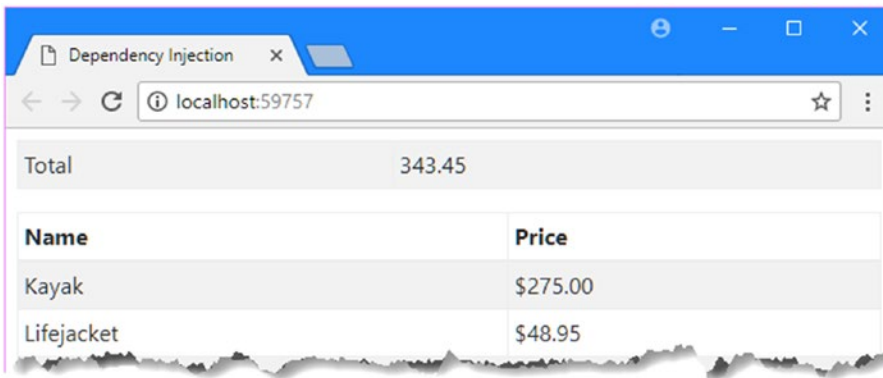 Dependency Injection
localhost:59757
Total 343.45
Name Price
Kayak $275.00
Lifejacket $48.95